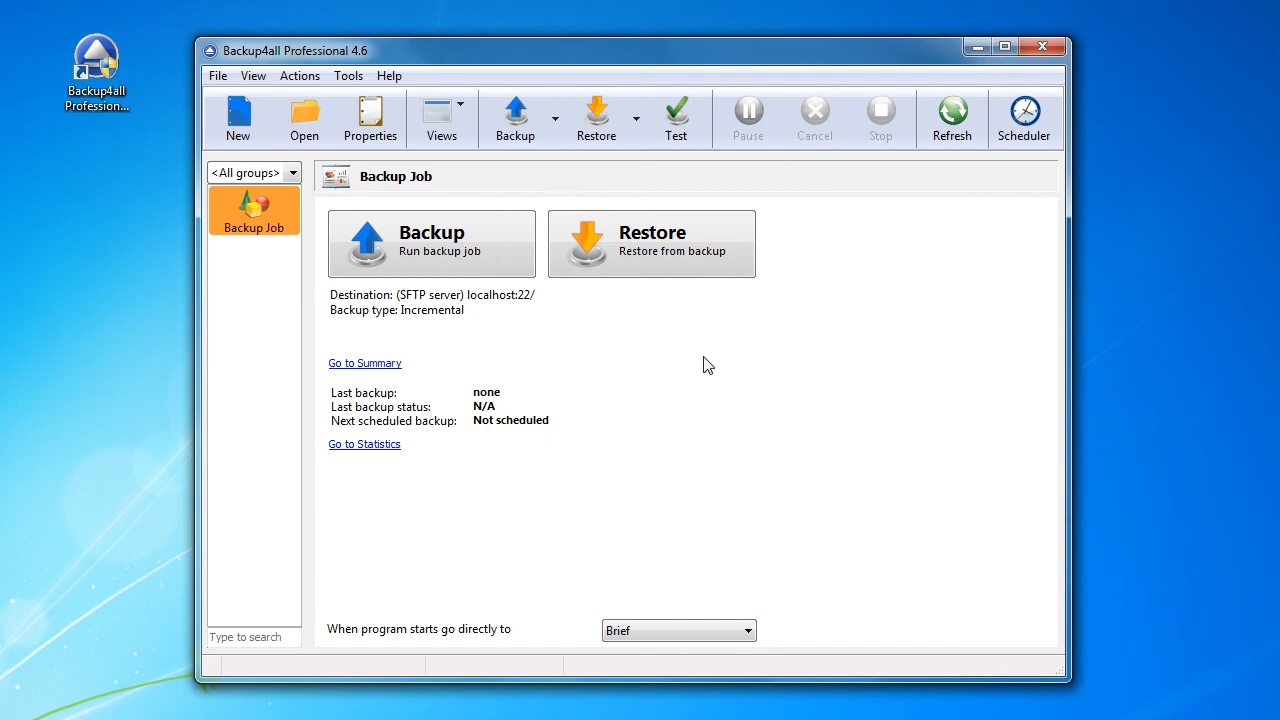 Backup4all
Profession...
Backup4all Professional 4.6
File View Actions Tools Help
New Open Properties Views Backup Restore Test Pause Cancel Stop Refresh Scheduler
<All groups>
Backup Job
Backup Job
Backup
Run backup job
Restore
Restore from backup
Destination: (SFTP server) localhost:22/
Backup type: Incremental
Go to Summary
Last backup: none
Last backup status: N/A
Next scheduled backup: Not scheduled
Go to Statistics
When program starts go directly to Brief
Type to search